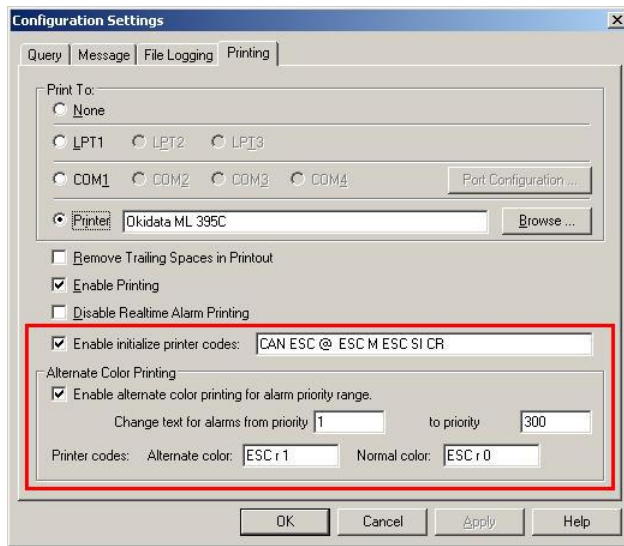 Configuration Settings
Query Message File Logging Printing
Print To:
None
LPT1 LPT2 LPT3
COM1 COM2 COM3 COM4 Port Configuration ...
Printer Okidata ML 395C Browse ...
Remove Trailing Spaces in Printout
Enable Printing
Disable Realtime Alarm Printing
Enable initialize printer codes: CAN ESC @ ESC M ESC SI CR
Alternate Color Printing
Enable alternate color printing for alarm priority range.
Change text for alarms from priority 1 to priority 300
Printer codes: Alternate color: ESC r 1 Normal color: ESC r 0
OK Cancel Apply Help